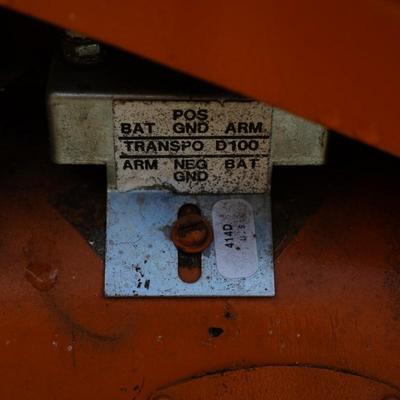 POS
BAT GND ARM
TRANSPO D100
ARM NEG BAT
GND
414D